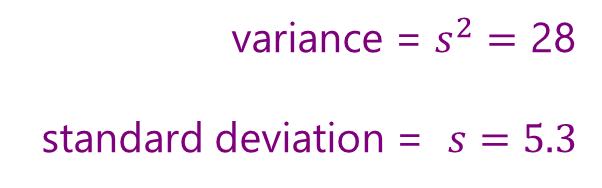 variance = s² = 28
standard deviation = s = 5.3